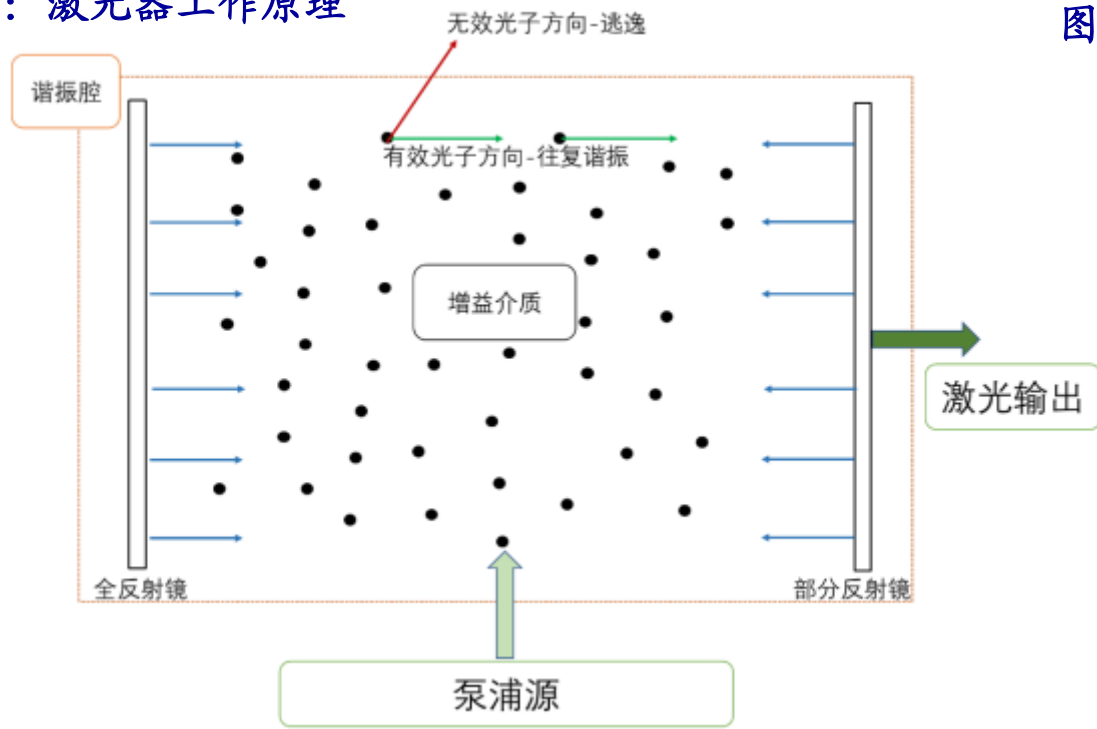 ：激光器工作原理
图
无效光子方向-逃逸
谐振腔
有效光子方向-往复谐振
增益介质
激光输出
全反射镜
部分反射镜
泵浦源